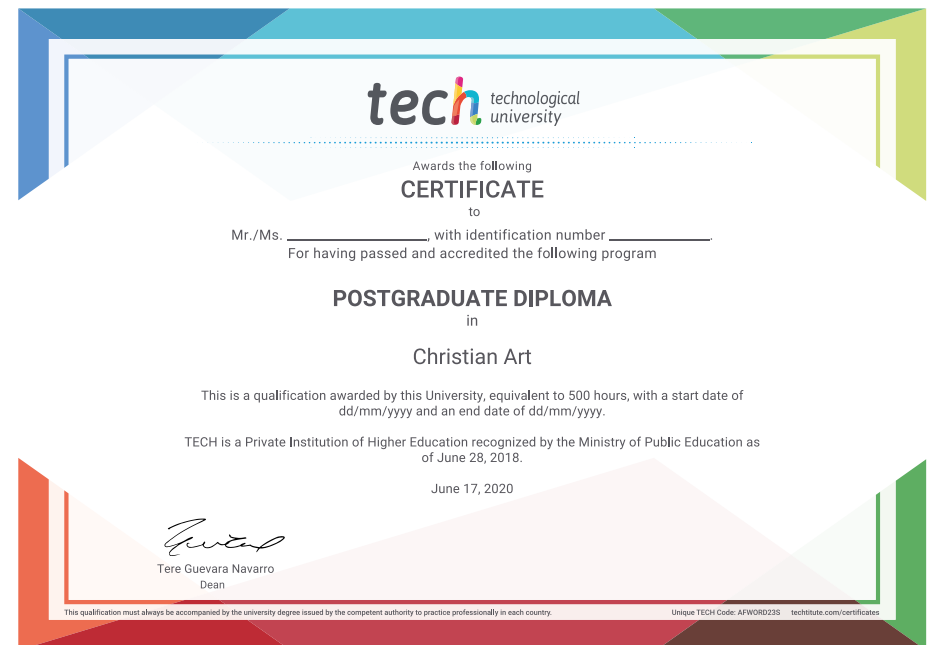 tech technological
university
Awards the following
CERTIFICATE
to
Mr./Ms. ____________________, with identification number ______________.
For having passed and accredited the following program
POSTGRADUATE DIPLOMA
in
Christian Art
This is a qualification awarded by this University, equivalent to 500 hours, with a start date of
dd/mm/yyyy and an end date of dd/mm/yyyy.
TECH is a Private Institution of Higher Education recognized by the Ministry of Public Education as
of June 28, 2018.
June 17, 2020
Tere Guevara Navarro
Dean
This qualification must always be accompanied by the university degree issued by the competent authority to practice professionally in each country.
Unique TECH Code: AFWORD23S techtitute.com/certificates